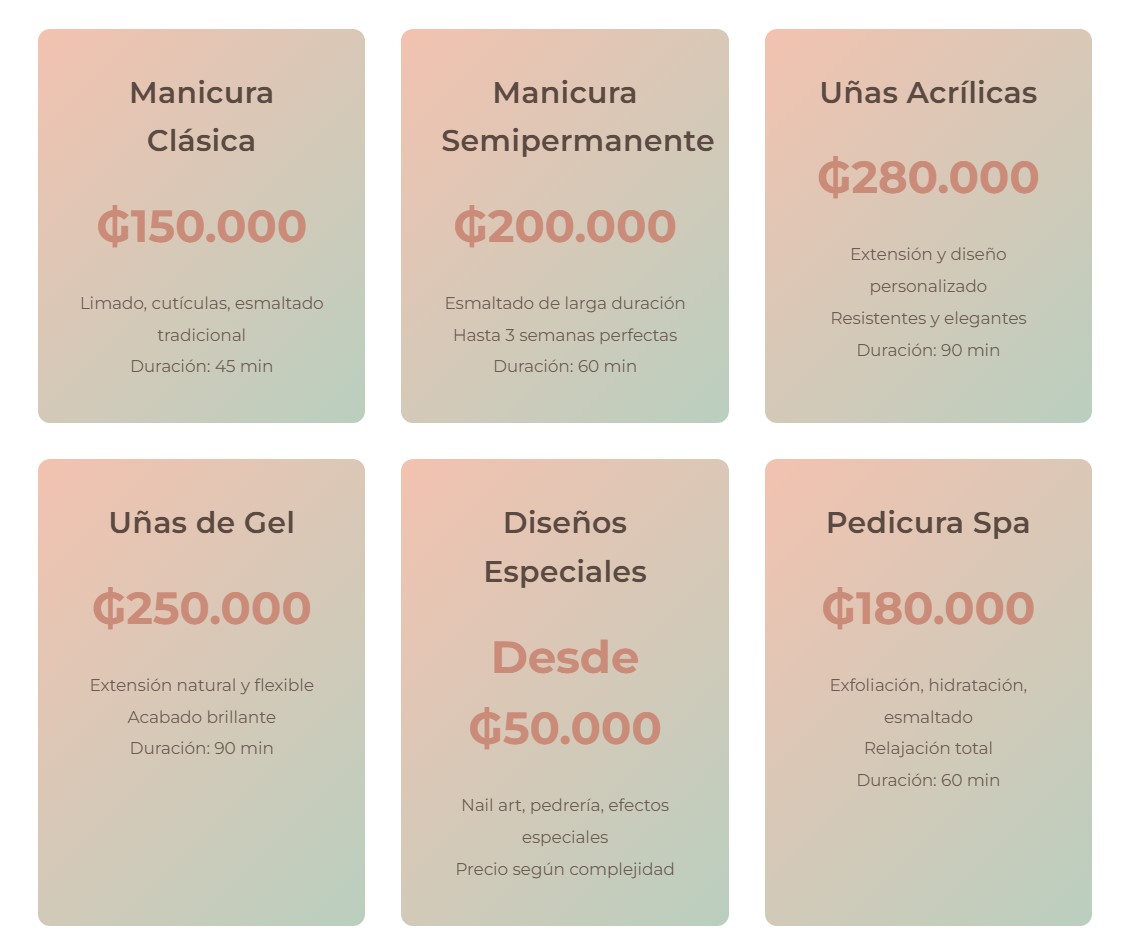 Manicura
Clásica
₲150.000
Limado, cutículas, esmaltado
tradicional
Duración: 45 min
Manicura
Semipermanente
₲200.000
Esmaltado de larga duración
Hasta 3 semanas perfectas
Duración: 60 min
Uñas Acrílicas
₲280.000
Extensión y diseño
personalizado
Resistentes y elegantes
Duración: 90 min
Uñas de Gel
₲250.000
Extensión natural y flexible
Acabado brillante
Duración: 90 min
Diseños
Especiales
Desde
₲50.000
Nail art, pedrería, efectos
especiales
Precio según complejidad
Pedicura Spa
₲180.000
Exfoliación, hidratación,
esmaltado
Relajación total
Duración: 60 min